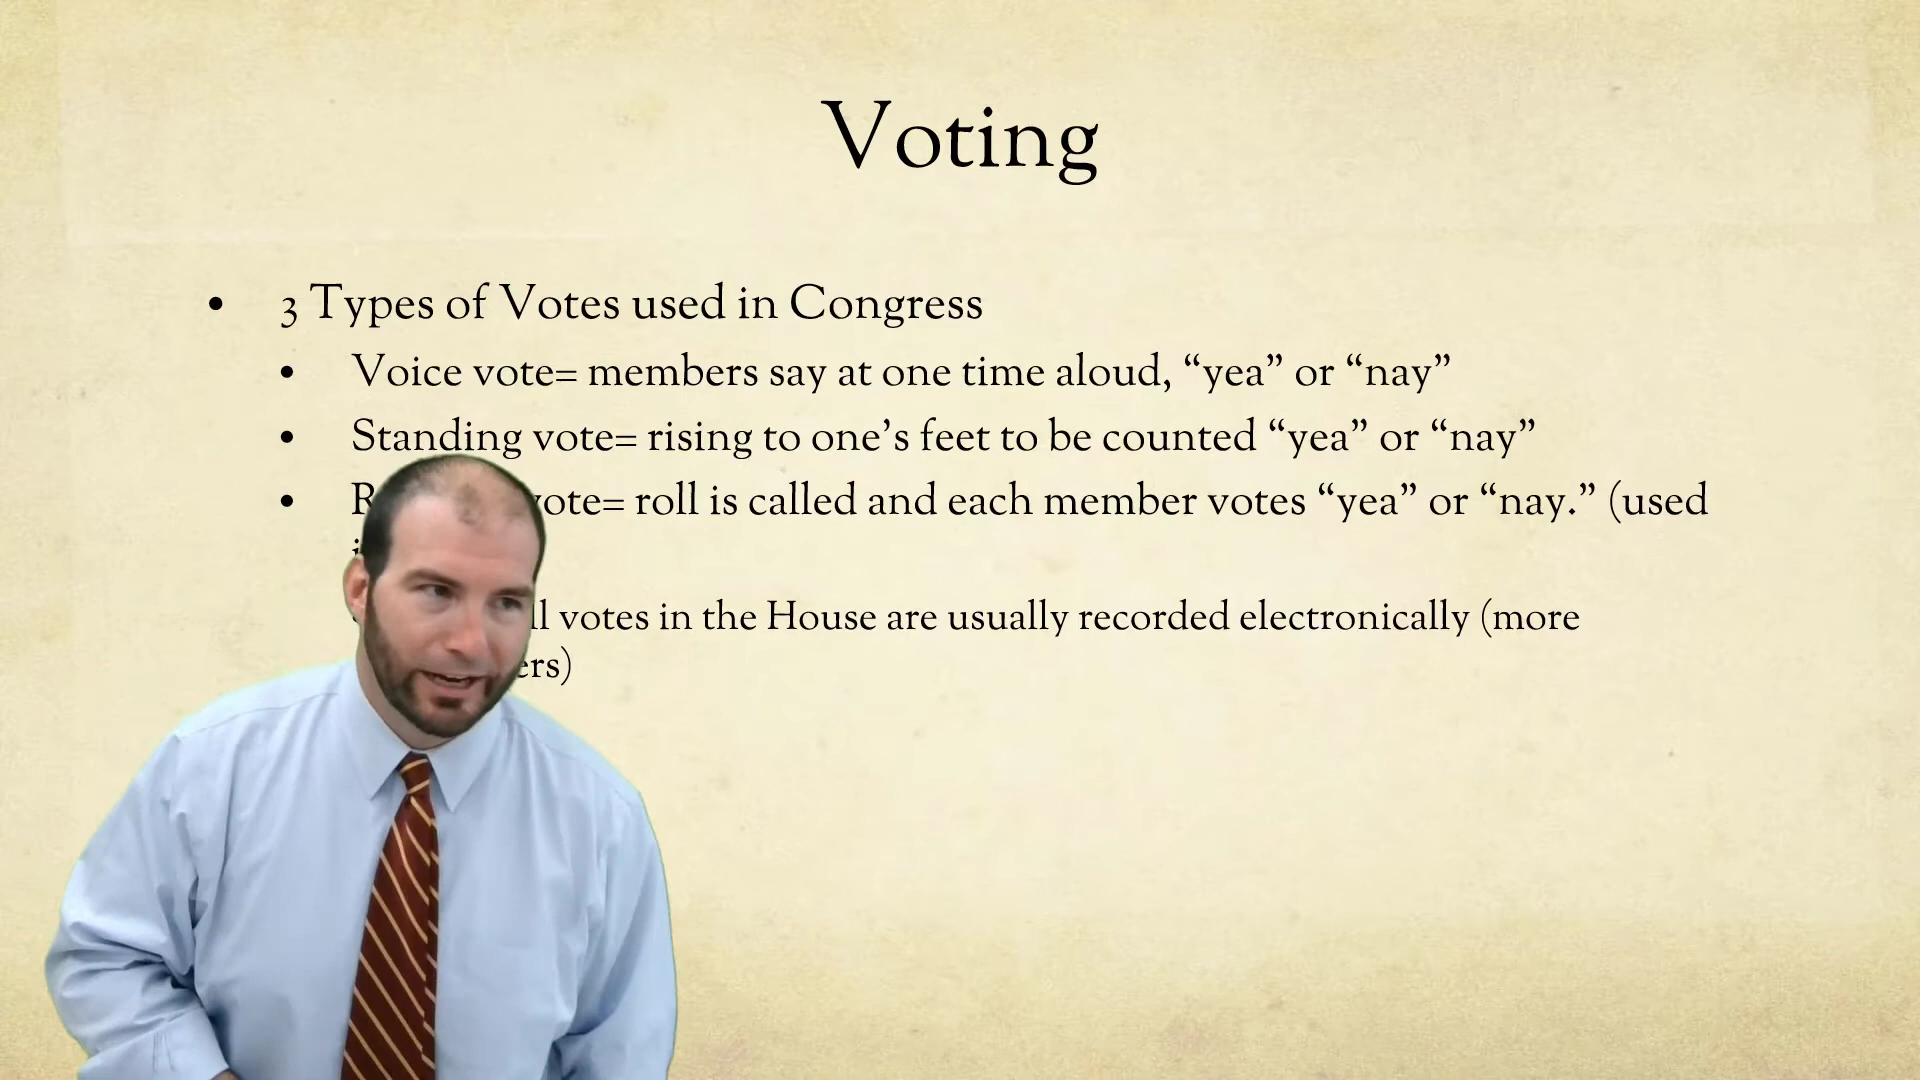 Voting
• 3 Types of Votes used in Congress
• Voice vote= members say at one time aloud, “yea” or “nay”
• Standing vote= rising to one’s feet to be counted “yea” or “nay”
• vote= roll is called and each member votes “yea” or “nay.” (used
votes in the House are usually recorded electronically (more